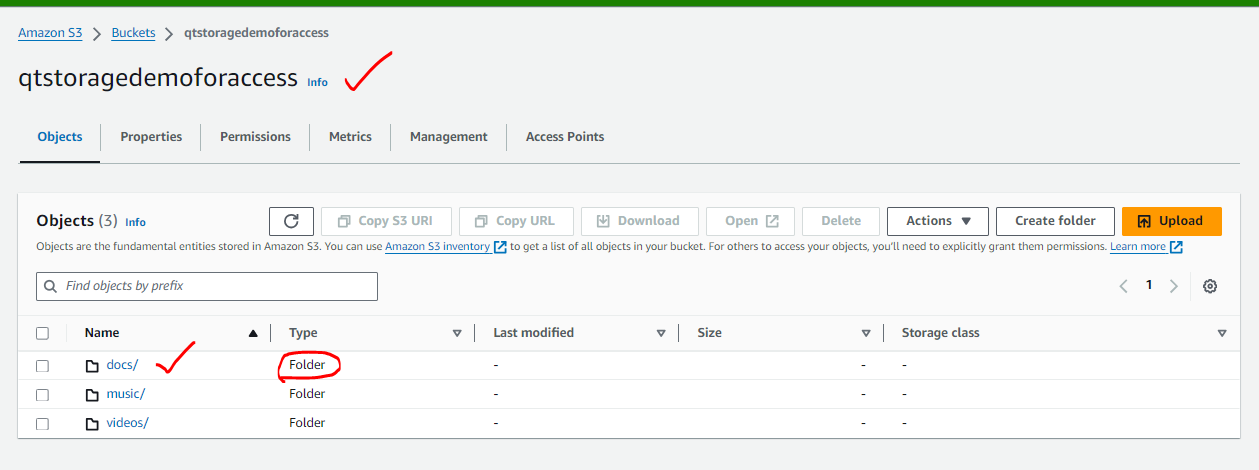 Amazon S3 > Buckets > qtstoragedemoforaccess
qtstoragedemoforaccess Info
Objects Properties Permissions Metrics Management Access Points
Objects (3) Info Copy S3 URI Copy URL Download Open Delete Actions Create folder Upload
Objects are the fundamental entities stored in Amazon S3. You can use Amazon S3 inventory to get a list of all objects in your bucket. For others to access your objects, you'll need to explicitly grant them permissions. Learn more
Find objects by prefix 1
Name Type Last modified Size Storage class
docs/ Folder - - -
music/ Folder - - -
videos/ Folder - - -